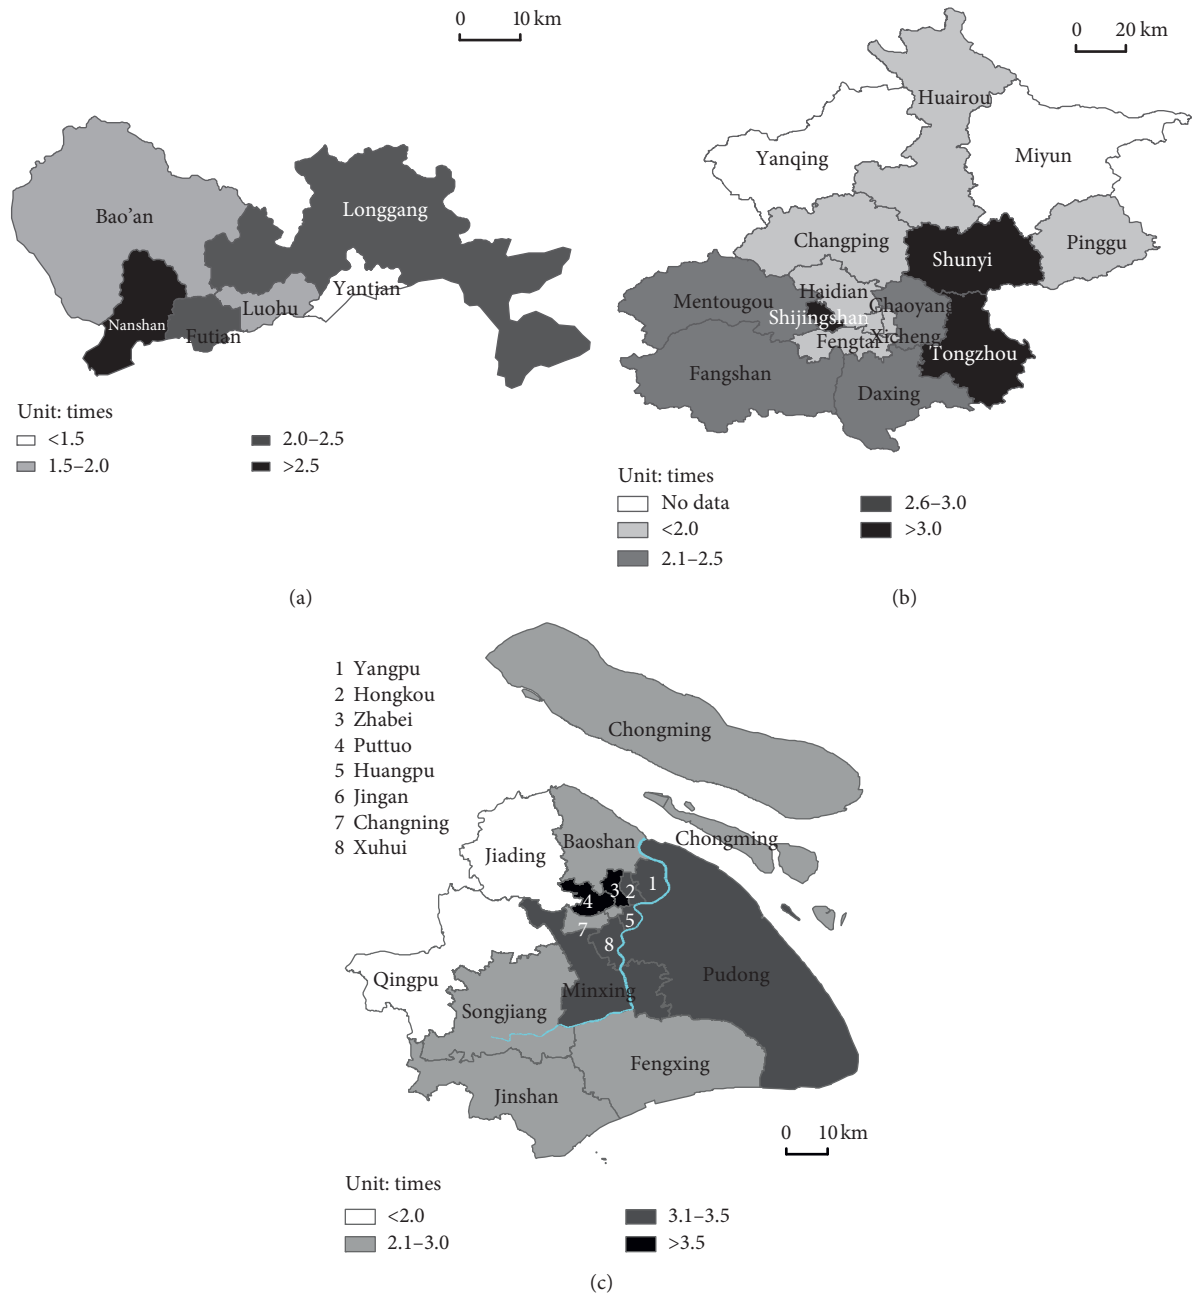 0 10 km
Bao’an
Longgang
Yantian
Luohu
Nanshan
Futian
Unit: times
<1.5
1.5–2.0
2.0–2.5
>2.5
(a)
0 20 km
Huairou
Yanqing
Miyun
Changping
Shunyi
Pinggu
Mentougou
Haidian
Chaoyang
Shijingshan
Xicheng
Fengtai
Tongzhou
Fangshan
Daxing
Unit: times
No data
<2.0
2.1–2.5
2.6–3.0
>3.0
(b)
1 Yangpu
2 Hongkou
3 Zhabei
4 Puttuo
5 Huangpu
6 Jingan
7 Changning
8 Xuhui
Chongming
Chongming
Baoshan
Jiading
1
3
2
4
5
7
8
Qingpu
Pudong
Minxing
Songjiang
Fengxing
Jinshan
0 10 km
Unit: times
<2.0
2.1–3.0
3.1–3.5
>3.5
(c)